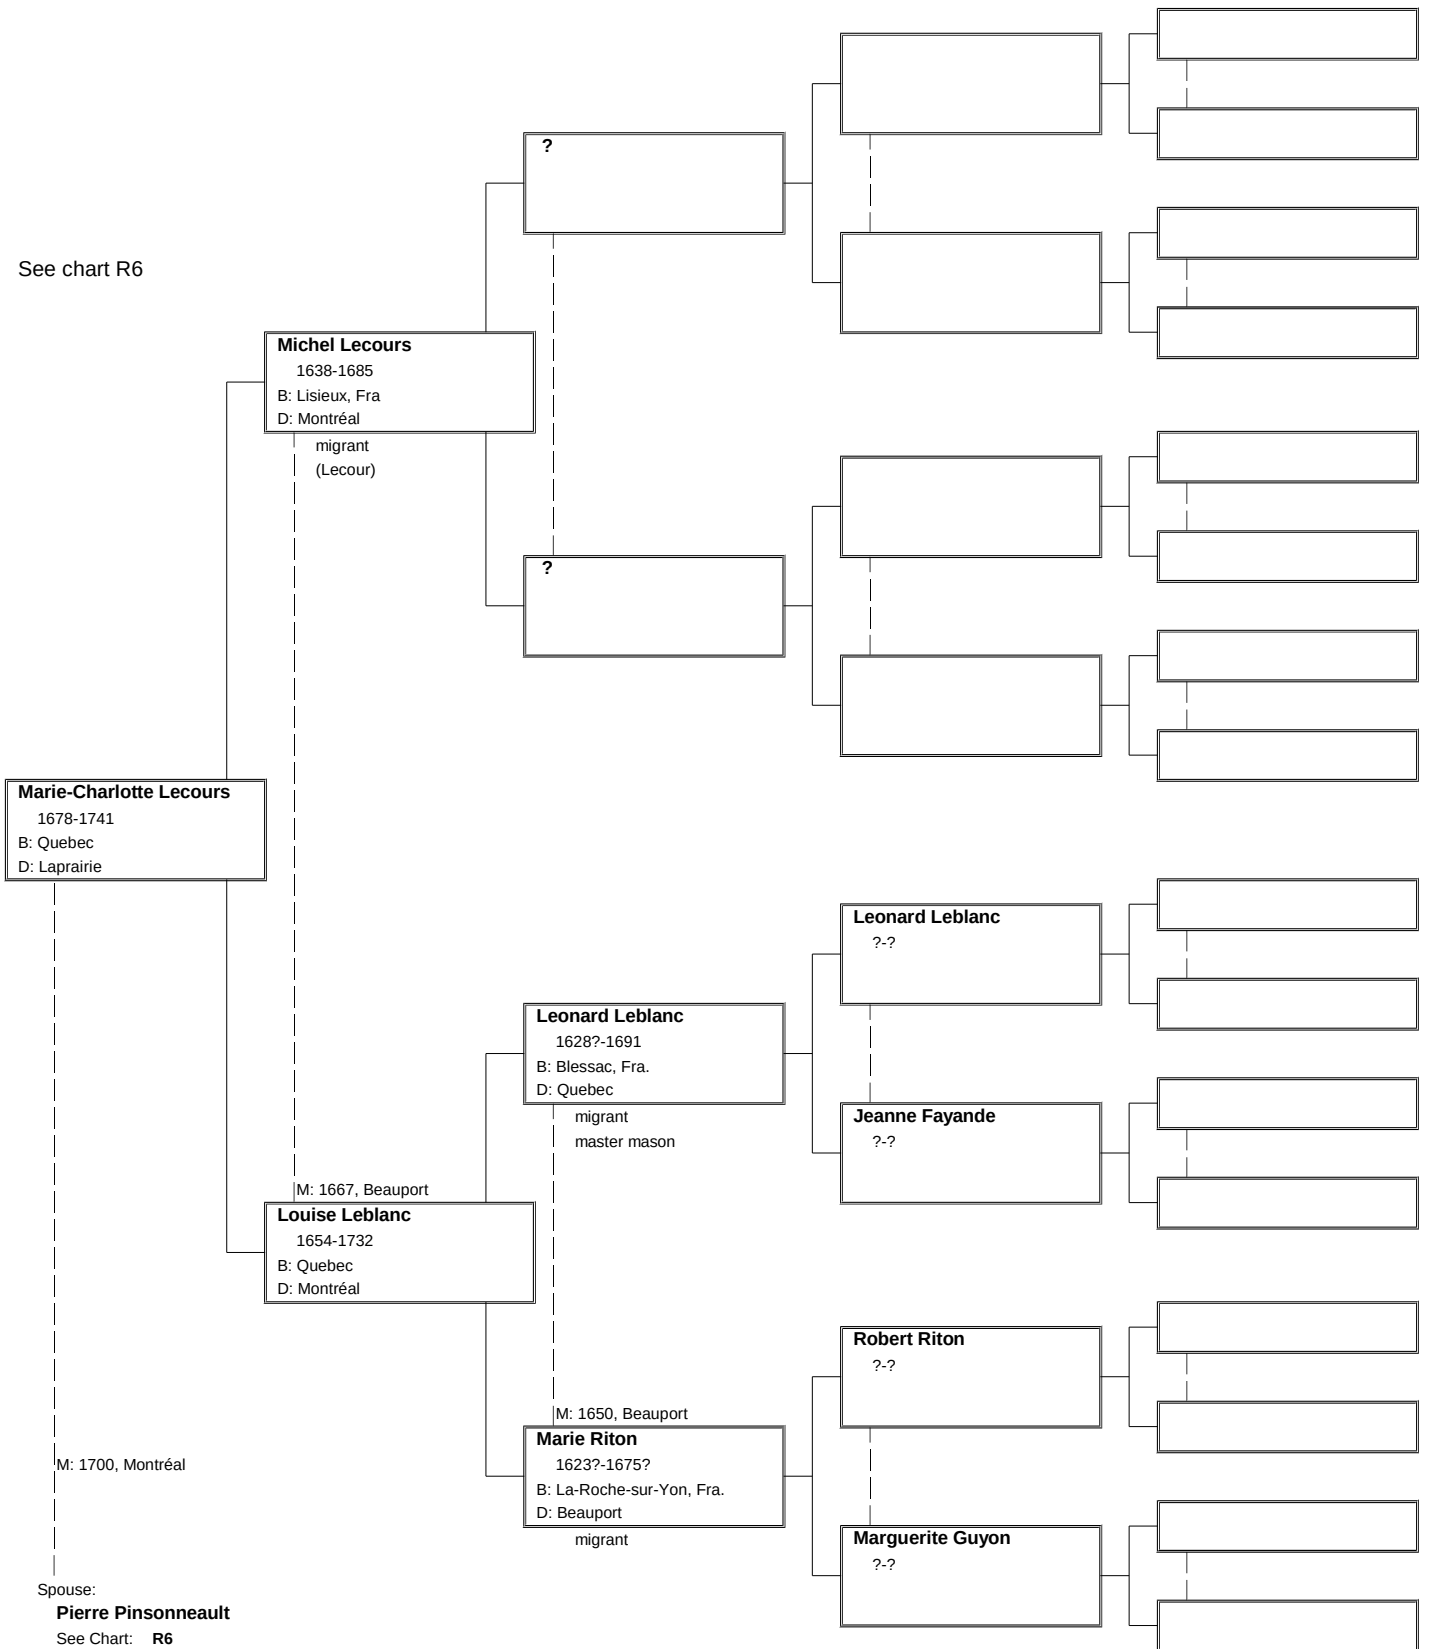 ?
See chart R6
Michel Lecours
1638-1685
B: Lisieux, Fra
D: Montréal
migrant
(Lecour)
?
Marie-Charlotte Lecours
1678-1741
B: Quebec
D: Laprairie
Leonard Leblanc
?-?
Leonard Leblanc
1628?-1691
B: Blessac, Fra.
D: Quebec
migrant
master mason
Jeanne Fayande
?-?
M: 1667, Beauport
Louise Leblanc
1654-1732
B: Quebec
D: Montréal
Robert Riton
?-?
M: 1650, Beauport
Marie Riton
1623?-1675?
B: La-Roche-sur-Yon, Fra.
D: Beauport
migrant
M: 1700, Montréal
Marguerite Guyon
?-?
Spouse:
Pierre Pinsonneault
See Chart: R6